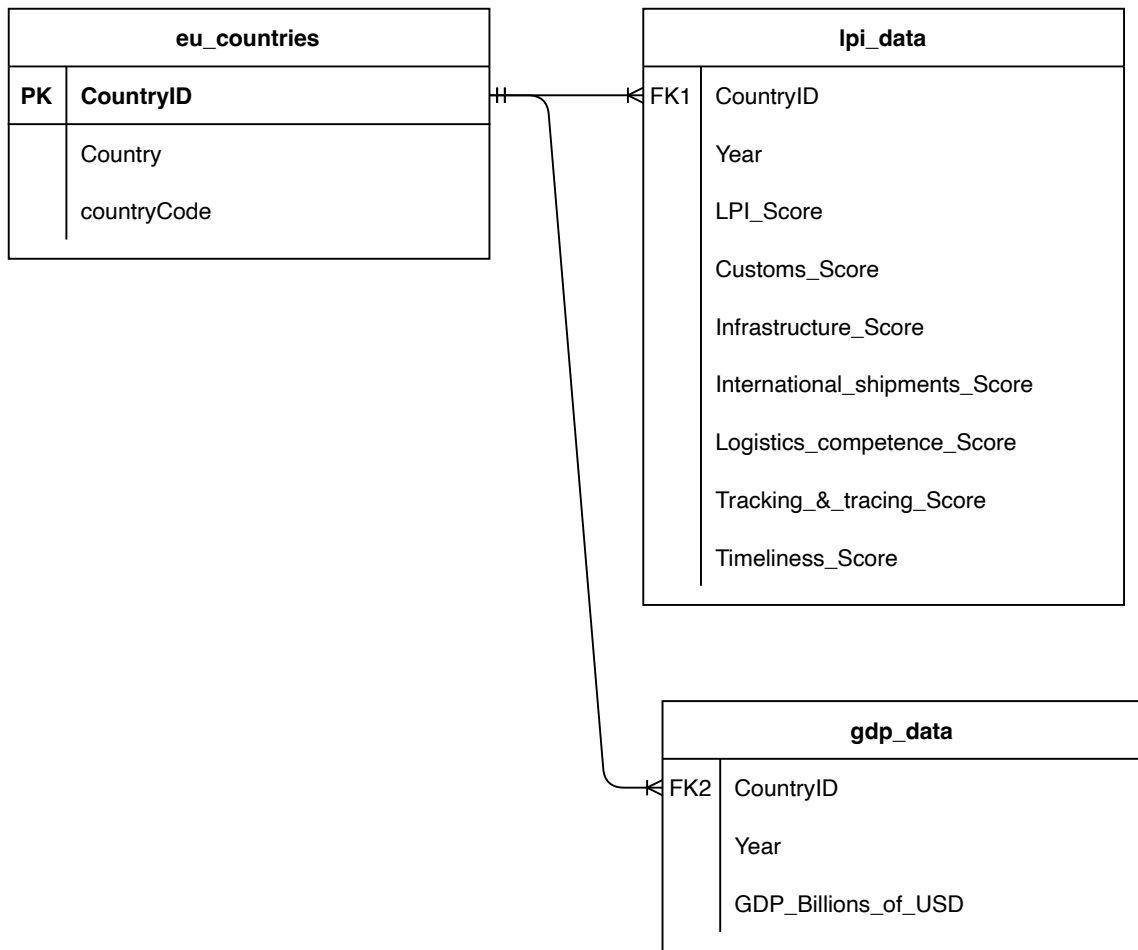 eu_countries
PK CountryID
Country
countryCode
lpi_data
FK1 CountryID
Year
LPI_Score
Customs_Score
Infrastructure_Score
International_shipments_Score
Logistics_competence_Score
Tracking_&_tracing_Score
Timeliness_Score
gdp_data
FK2 CountryID
Year
GDP_Billions_of_USD